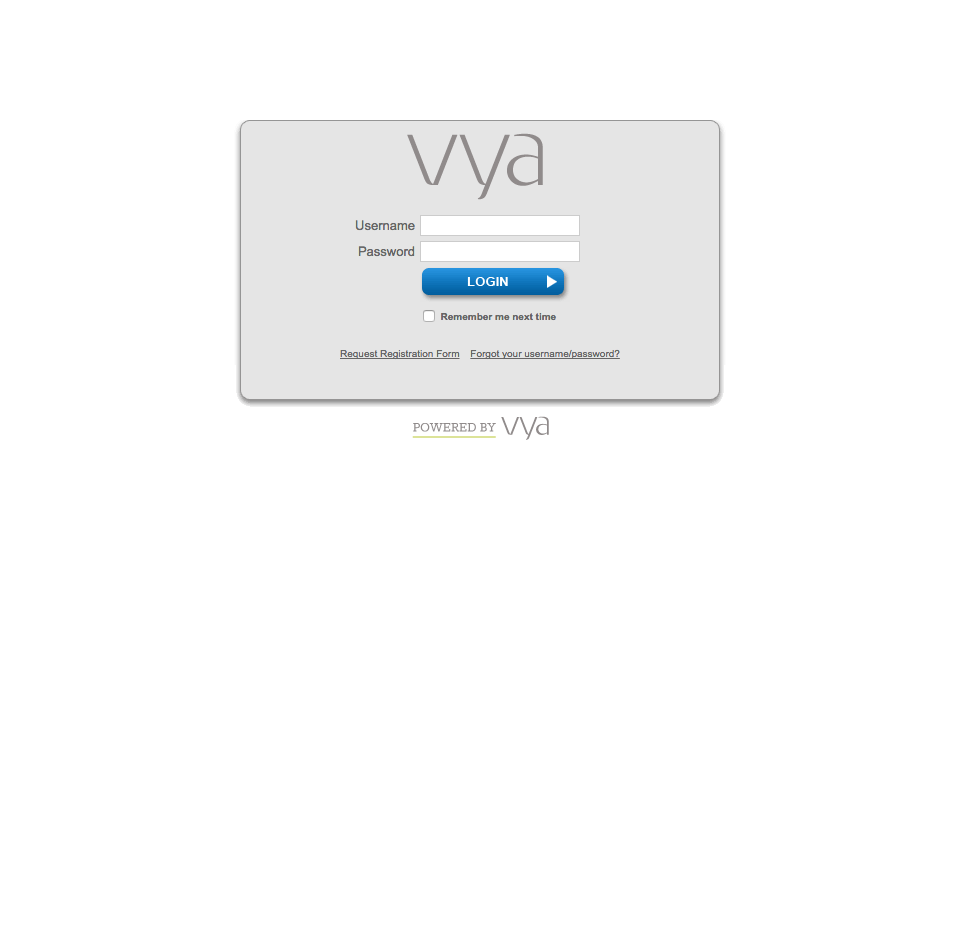 vya
Username
Password
LOGIN
Remember me next time
Request Registration Form Forgot your username/password?
POWERED BY vya